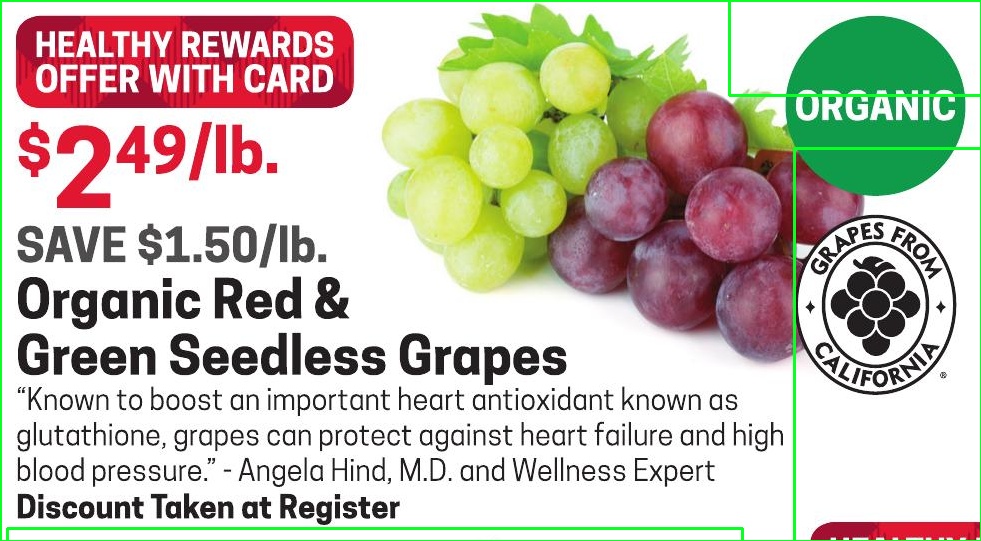 HEALTHY REWARDS
OFFER WITH CARD
$2 49/lb.
SAVE $1.50/lb.
Organic Red &
Green Seedless Grapes
“Known to boost an important heart antioxidant known as
glutathione, grapes can protect against heart failure and high
blood pressure.” - Angela Hind, M.D. and Wellness Expert
Discount Taken at Register
ORGANIC
GRAPES FROM
CALIFORNIA
®